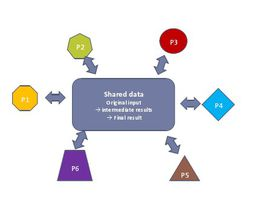 P2
P3
P1
Shared data
Original input
→ intermediate results
→ Final result
P4
P6
P5